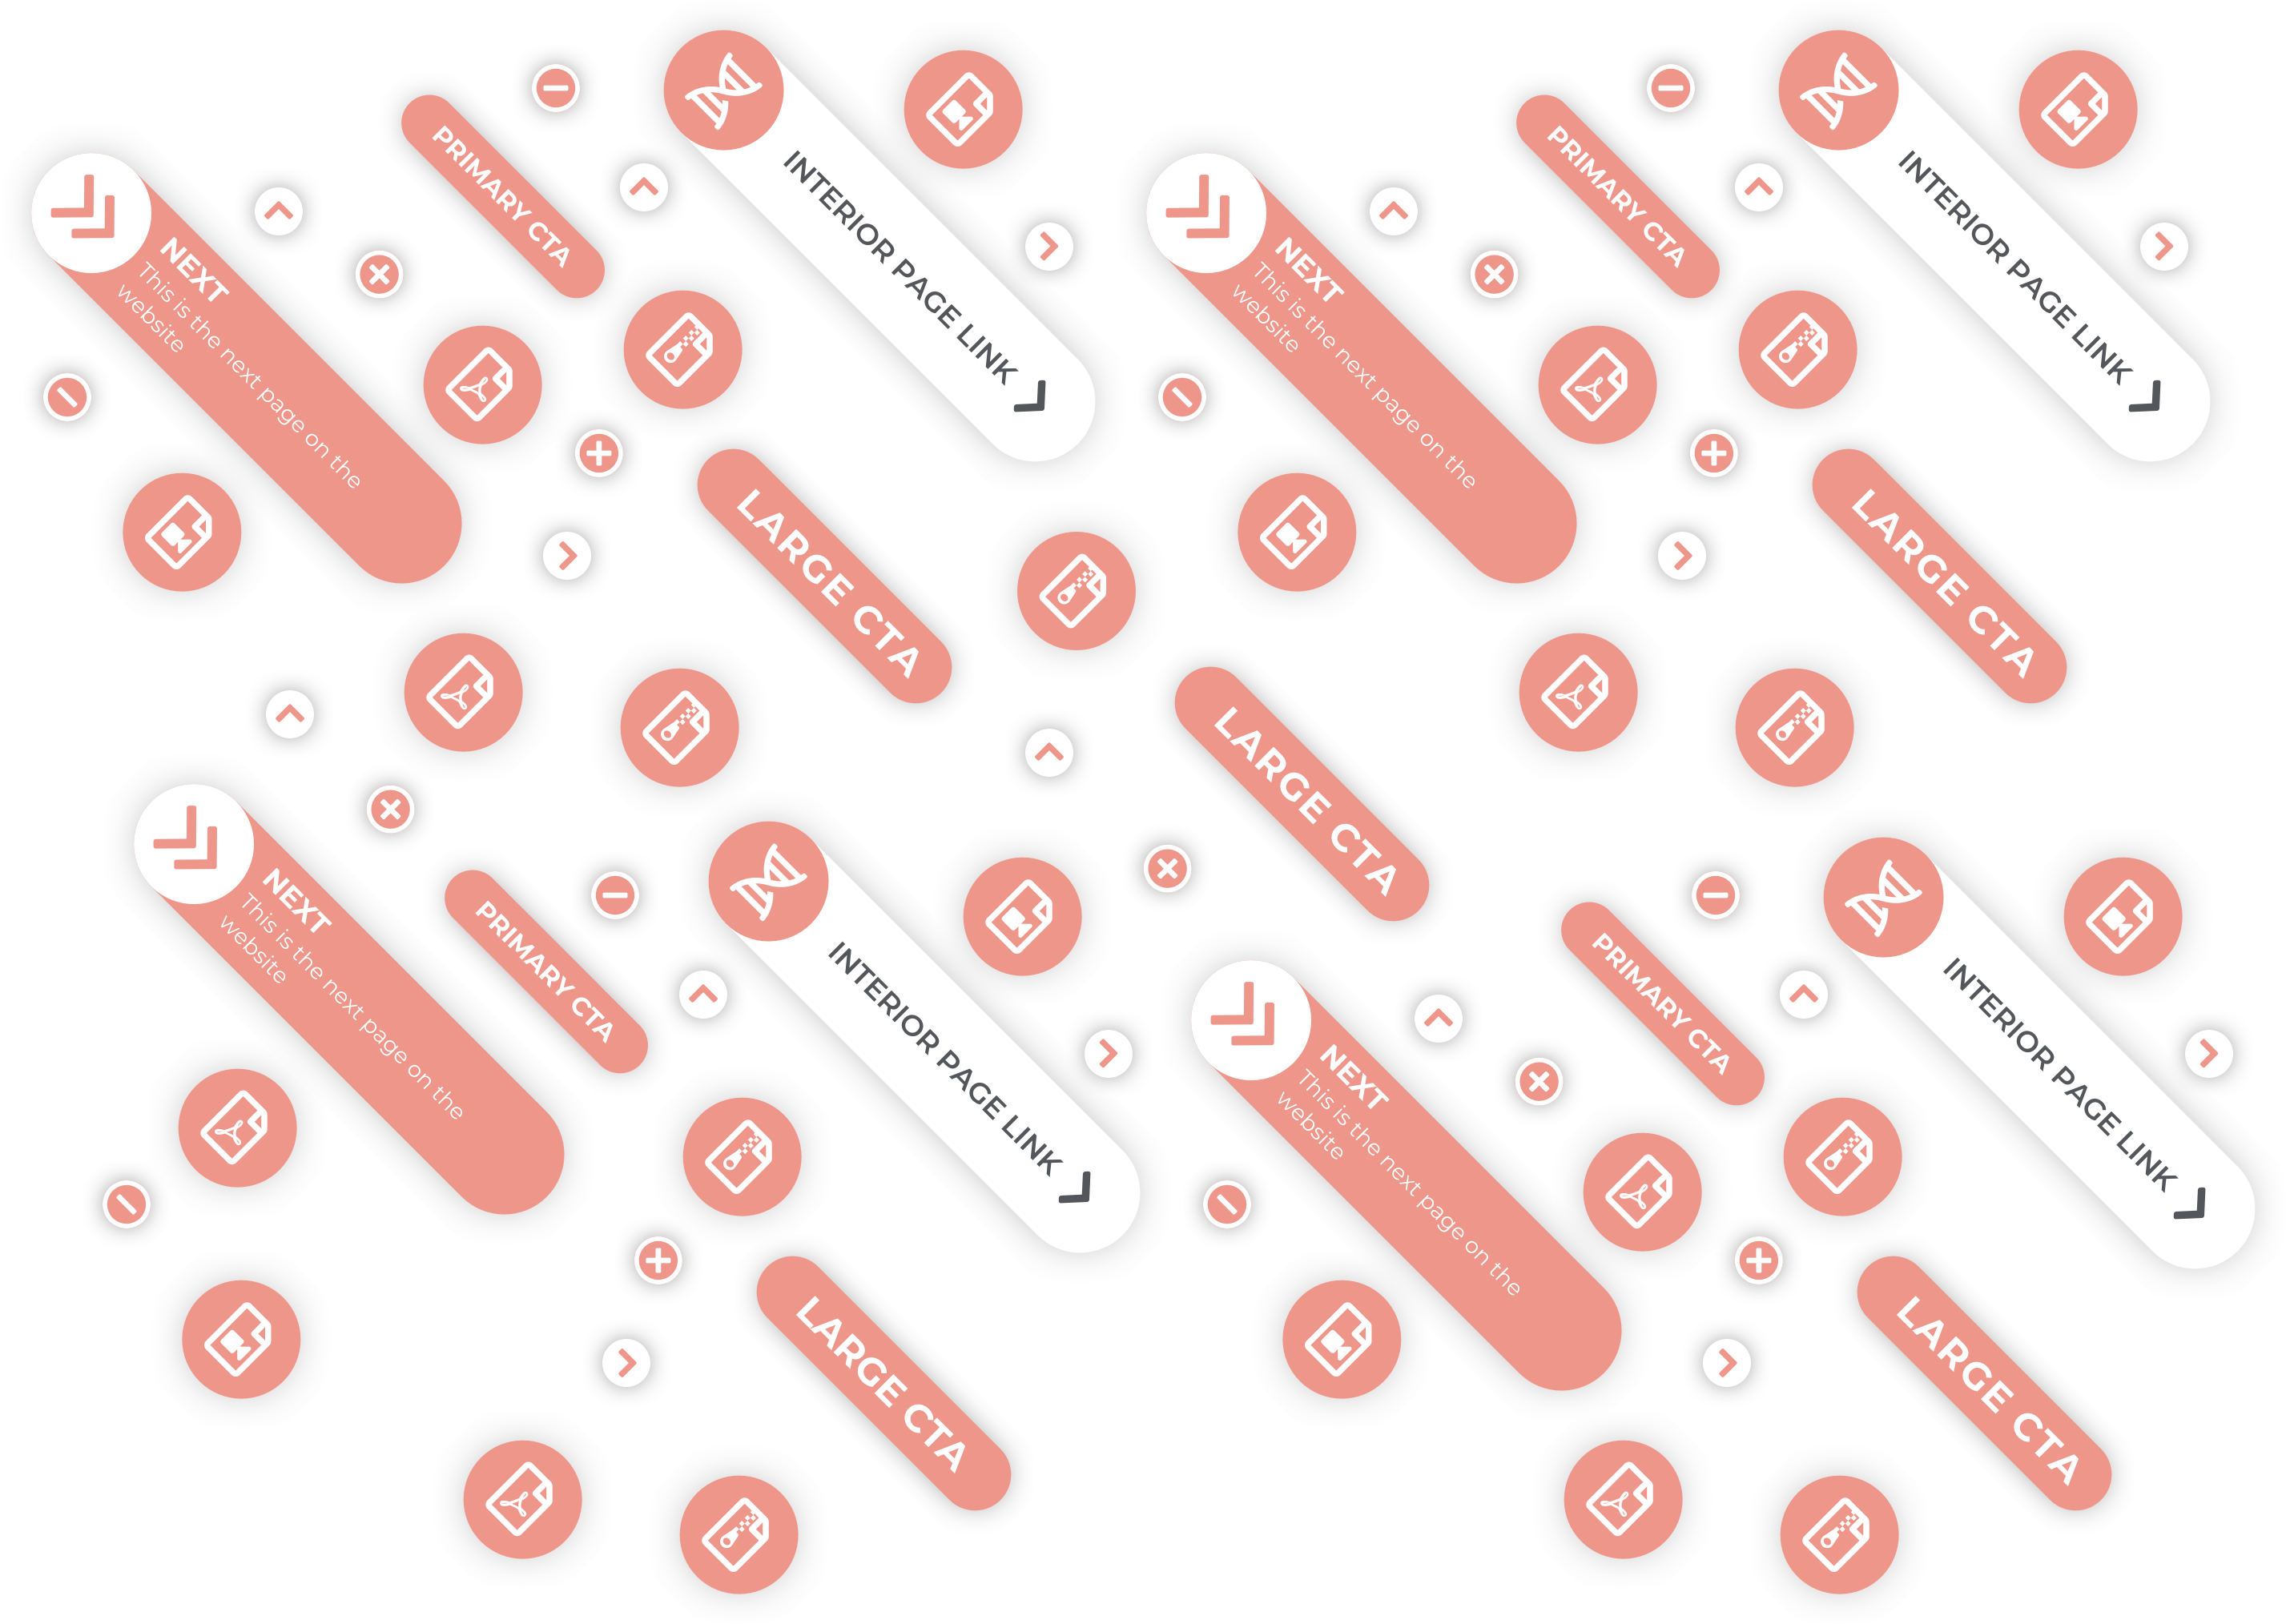 PRIMARY CTA
INTERIOR PAGE LINK
NEXT
This is the next page on the
website
LARGE CTA
PRIMARY CTA
INTERIOR PAGE LINK
NEXT
This is the next page on the
website
LARGE CTA
LARGE CTA
NEXT
This is the next page on the
website
PRIMARY CTA
INTERIOR PAGE LINK
LARGE CTA
NEXT
This is the next page on the
website
PRIMARY CTA
INTERIOR PAGE LINK
LARGE CTA